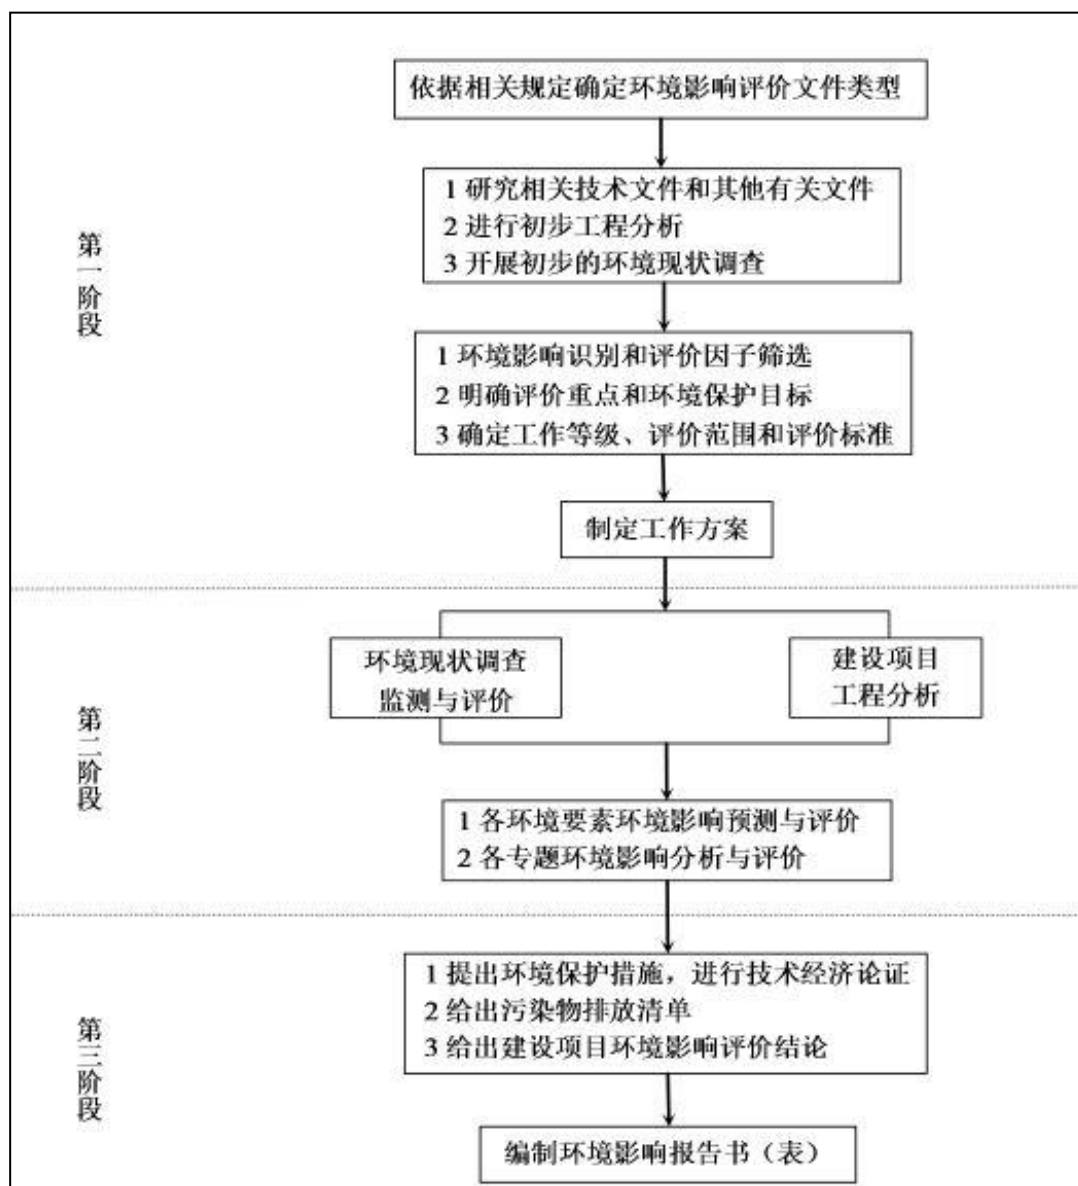 依据相关规定确定环境影响评价文件类型
1 研究相关技术文件和其他有关文件
2 进行初步工程分析
3 开展初步的环境现状调查
第一阶段
1 环境影响识别和评价因子筛选
2 明确评价重点和环境保护目标
3 确定工作等级、评价范围和评价标准
制定工作方案
环境现状调查
监测与评价
建设项目
工程分析
第二阶段
1 各环境要素环境影响预测与评价
2 各专题环境影响分析与评价
1 提出环境保护措施，进行技术经济论证
2 给出污染物排放清单
3 给出建设项目环境影响评价结论
第三阶段
编制环境影响报告书（表）